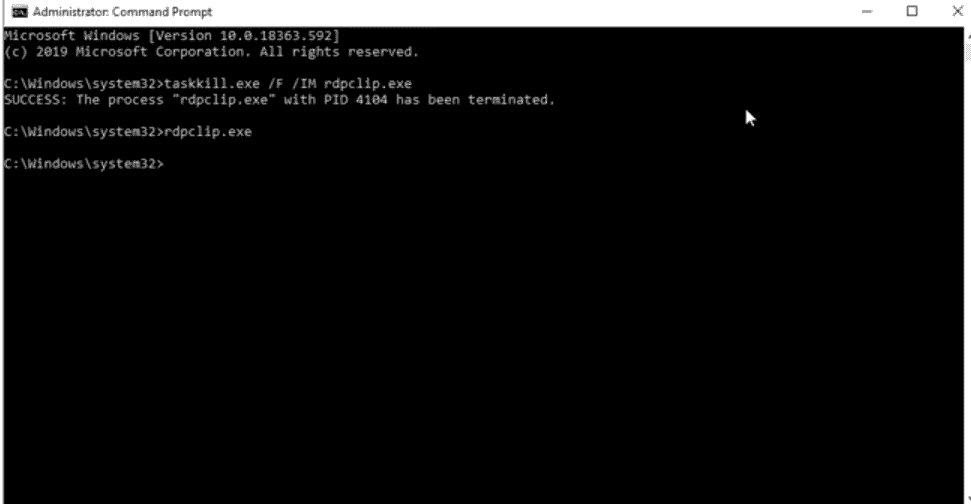 Administrator: Command Prompt
Microsoft Windows [Version 10.0.18363.592]
(c) 2019 Microsoft Corporation. All rights reserved.
C:\Windows\system32>taskkill.exe /F /IM rdpclip.exe
SUCCESS: The process "rdpclip.exe" with PID 4104 has been terminated.
C:\Windows\system32>rdpclip.exe
C:\Windows\system32>